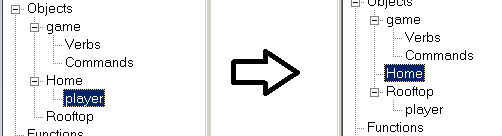 Objects
game
Verbs
Commands
Home
player
Rooftop
Functions
Objects
game
Verbs
Commands
Home
Rooftop
player
Functions